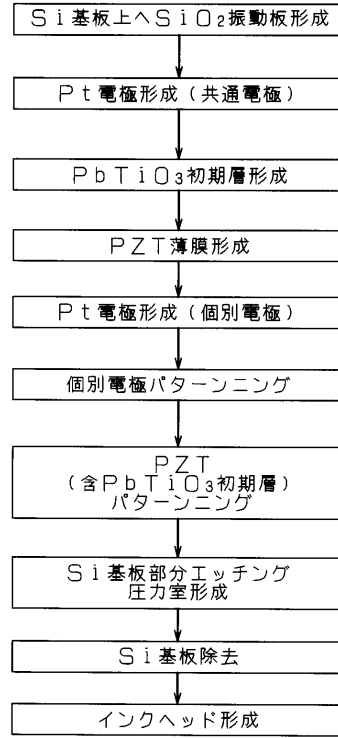 Si基板上へSiO₂振動板形成
Pt電極形成(共通電極)
PbTiO₃初期層形成
PZT薄膜形成
Pt電極形成(個別電極)
個別電極パターンニング
PZT
(含PbTiO₃初期層)
パターンニング
Si基板部分エッチング
圧力室形成
Si基板除去
インクヘッド形成